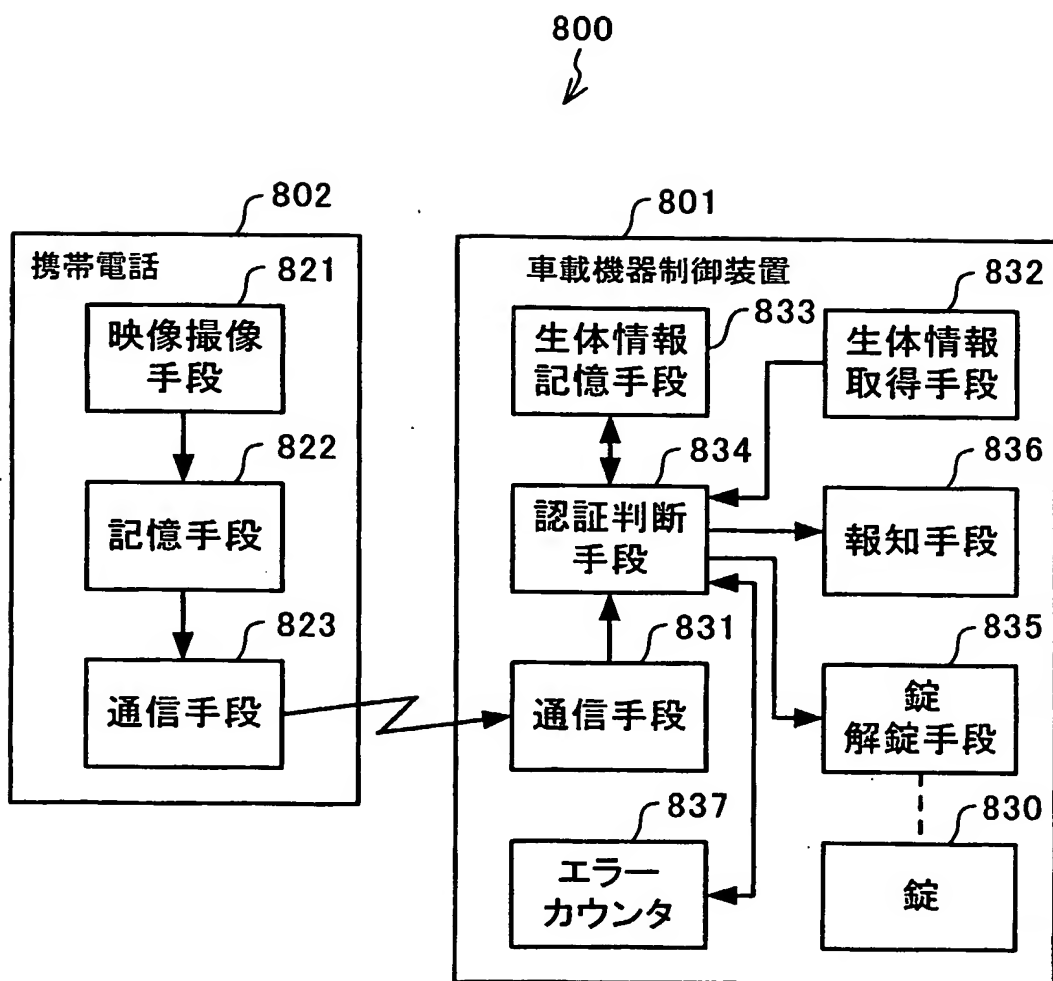 800
802
携帯電話
821
映像撮像
手段
822
記憶手段
823
通信手段
801
車載機器制御装置
833
生体情報
記憶手段
832
生体情報
取得手段
834
認証判断
手段
836
報知手段
831
通信手段
835
錠
解錠手段
837
エラー
カウンタ
830
錠